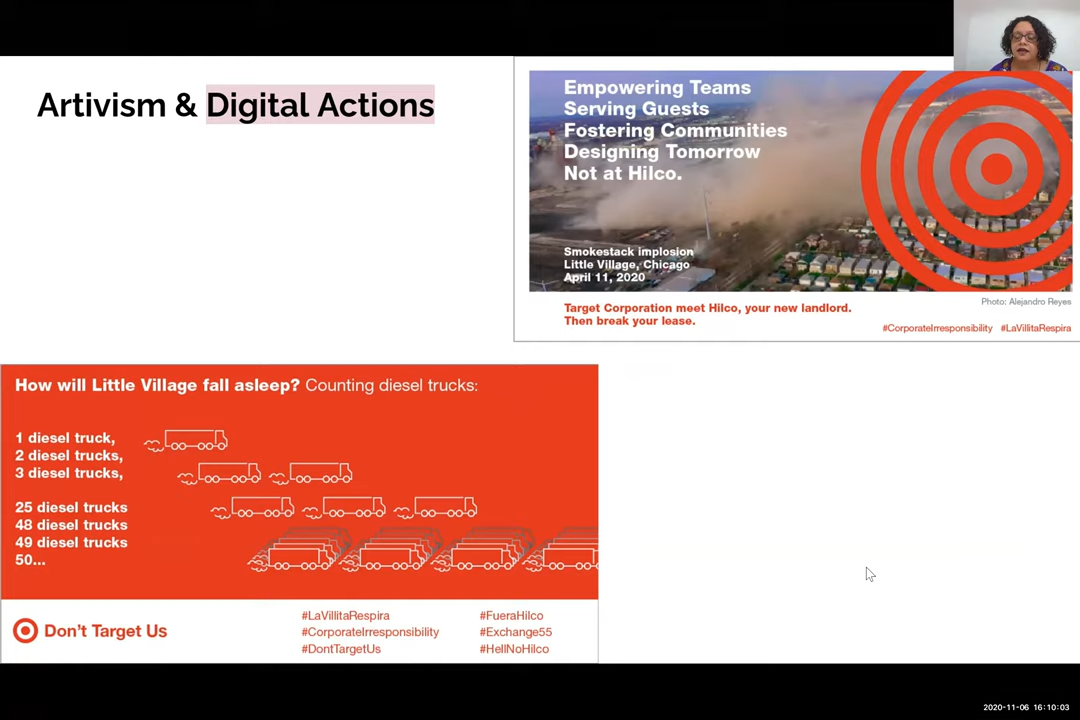 Artivism & Digital Actions
Empowering Teams
Serving Guests
Fostering Communities
Designing Tomorrow
Not at Hilco.
Smokestack implosion
Little Village, Chicago
April 11, 2020
Photo: Alejandro Reyes
Target Corporation meet Hilco, your new landlord.
Then break your lease.
#CorporateIrresponsibility #LaVillitaRespira
How will Little Village fall asleep? Counting diesel trucks:
1 diesel truck,
2 diesel trucks,
3 diesel trucks,
25 diesel trucks
48 diesel trucks
49 diesel trucks
50...
Don't Target Us
#LaVillitaRespira
#CorporateIrresponsibility
#DontTargetUs
#FueraHilco
#Exchange55
#HellNoHilco
2020-11-06 16:10:03